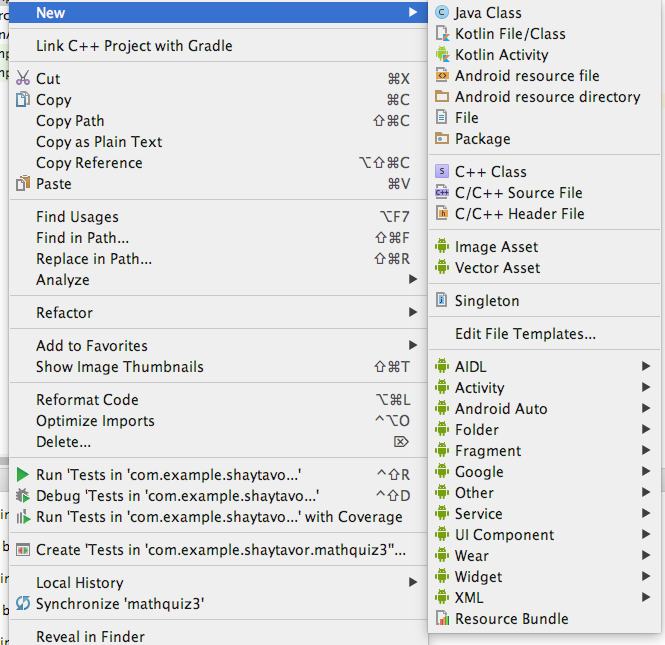 New
Link C++ Project with Gradle
Cut ⌘X
Copy ⌘C
Copy Path ⇧⌘C
Copy as Plain Text
Copy Reference ⌥⇧⌘C
Paste ⌘V
Find Usages ⌥F7
Find in Path... ⇧⌘F
Replace in Path... ⇧⌘R
Analyze
Refactor
Add to Favorites
Show Image Thumbnails ⇧⌘T
Reformat Code ⌥⌘L
Optimize Imports ^⌥O
Delete... ⌦
Run 'Tests in 'com.example.shaytavo...' ^⇧R
Debug 'Tests in 'com.example.shaytavo...' ^⇧D
Run 'Tests in 'com.example.shaytavo...' with Coverage
Create 'Tests in 'com.example.shaytavor.mathquiz3''...
Local History
Synchronize 'mathquiz3'
Reveal in Finder
Java Class
Kotlin File/Class
Kotlin Activity
Android resource file
Android resource directory
File
Package
C++ Class
C/C++ Source File
C/C++ Header File
Image Asset
Vector Asset
Singleton
Edit File Templates...
AIDL
Activity
Android Auto
Folder
Fragment
Google
Other
Service
UI Component
Wear
Widget
XML
Resource Bundle